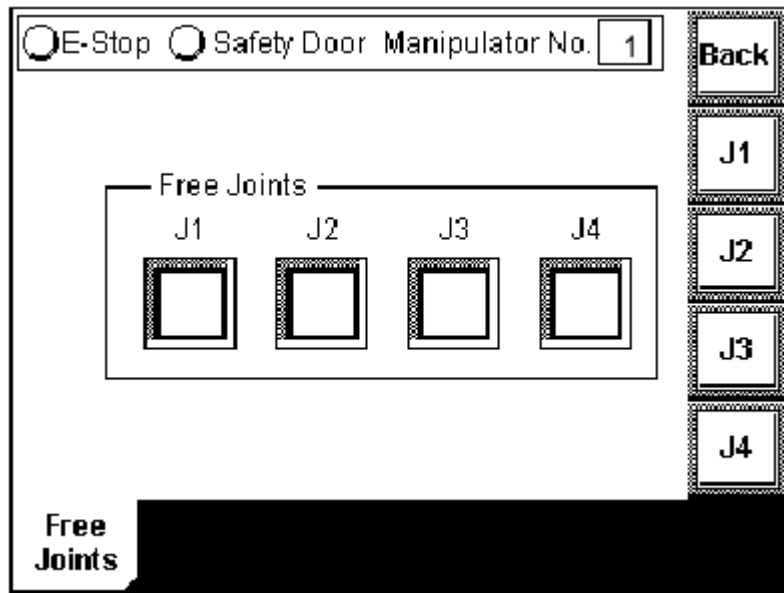 E-Stop Safety Door Manipulator No. 1
Free Joints
J1 J2 J3 J4
Back
J1
J2
J3
J4
Free
Joints